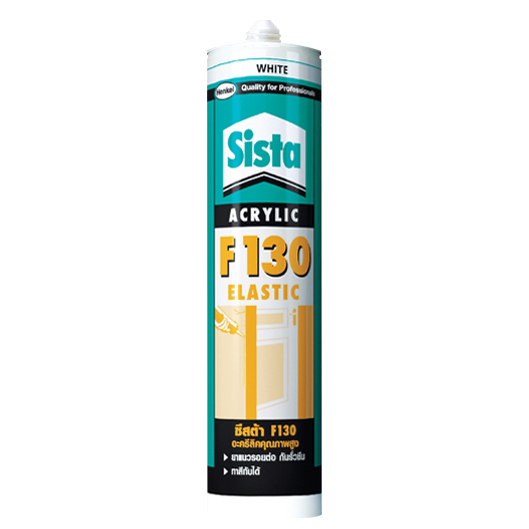 WHITE
Henkel Quality for Professionals
Sista
ACRYLIC
F130
ELASTIC
ซีสต้า F130
อะคริลิคคุณภาพสูง
ยาแนวรอยต่อ กันรั่วซึม
ทาสีทับได้